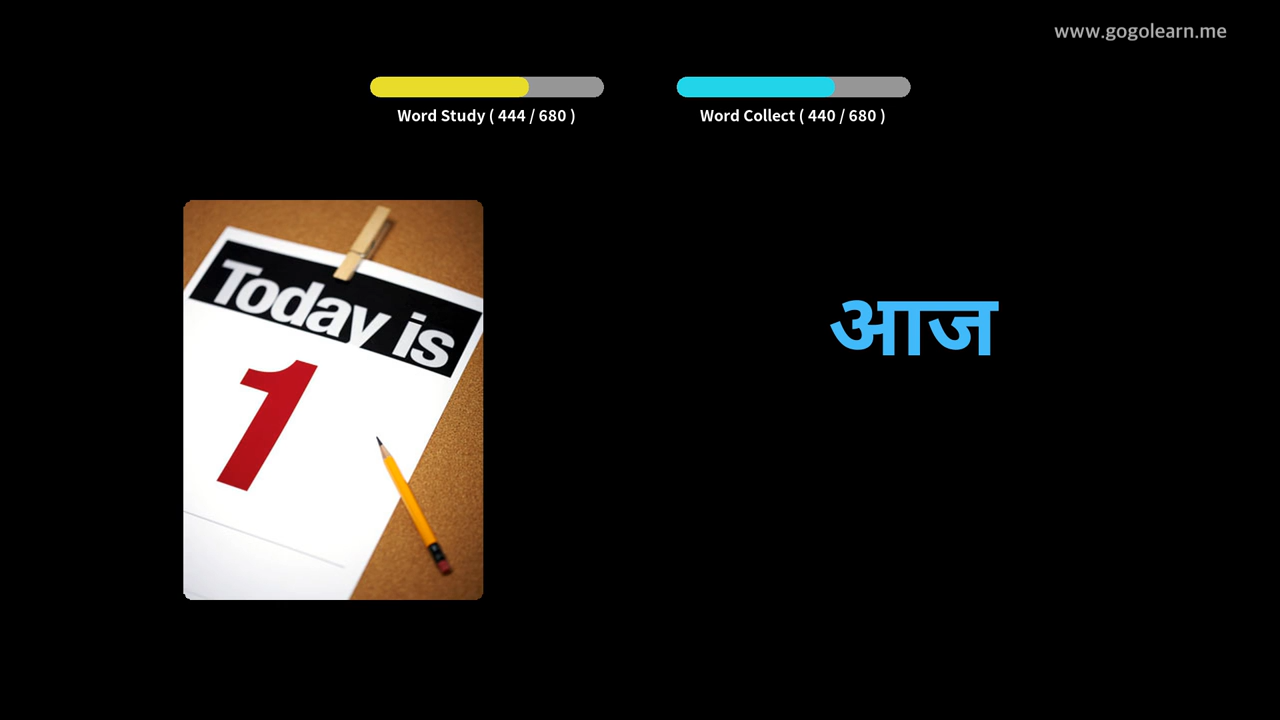 www.gogolearn.me
Word Study ( 444 / 680 )
Word Collect ( 440 / 680 )
Today is
1
आज